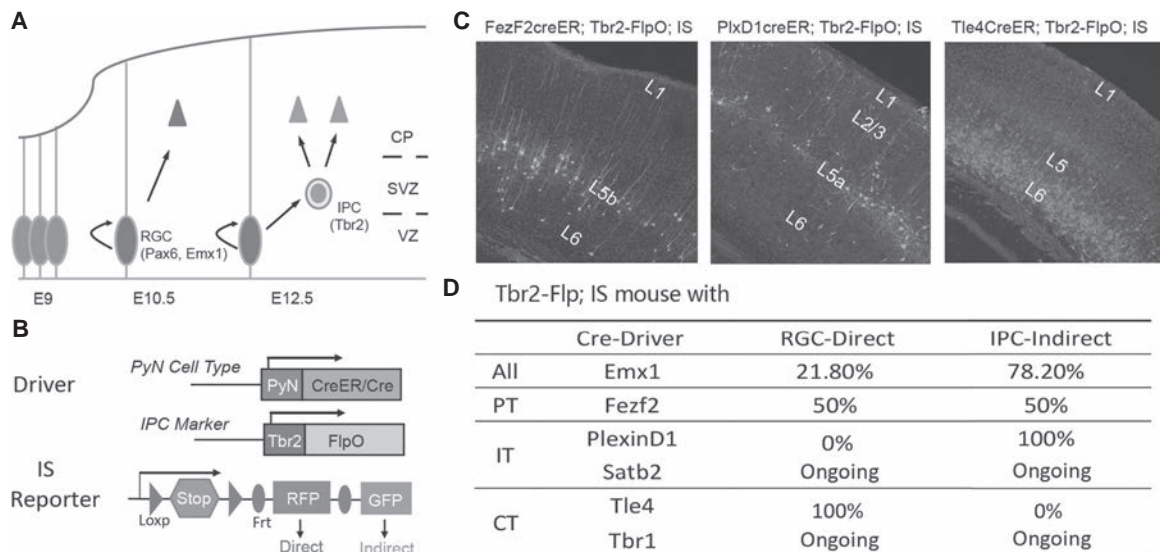 A
CP
SVZ
VZ
IPC
(Tbr2)
RGC
(Pax6, Emx1)
E9
E10.5
E12.5
B
Driver
PyN Cell Type
PyN
CreER/Cre
IPC Marker
Tbr2
FlpO
IS
Reporter
Loxp
Stop
Frt
RFP
GFP
Direct
Indirect
C
FezF2creER; Tbr2-FlpO; IS
PlxD1creER; Tbr2-FlpO; IS
Tle4CreER; Tbr2-FlpO; IS
L1
L5b
L6
L1
L2/3
L5a
L6
L1
L5
L6
D
Tbr2-Flp; IS mouse with
Cre-Driver RGC-Direct IPC-Indirect
All Emx1 21.80% 78.20%
PT Fezf2 50% 50%
IT PlexinD1 0% 100%
Satb2 Ongoing Ongoing
CT Tle4 100% 0%
Tbr1 Ongoing Ongoing